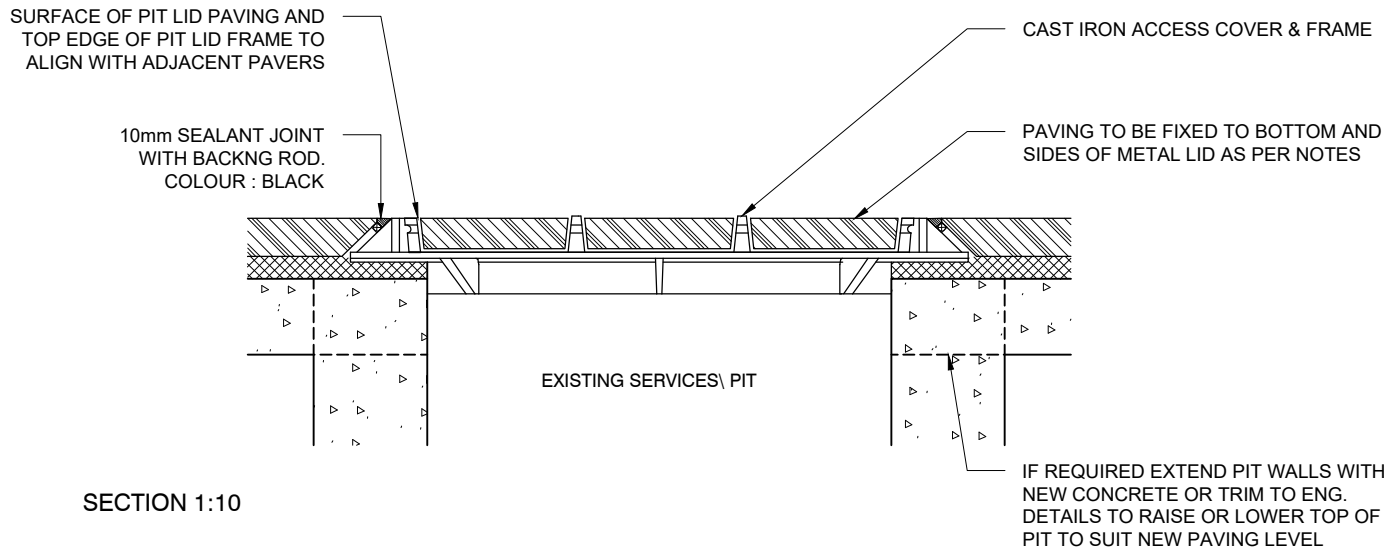 SURFACE OF PIT LID PAVING AND
TOP EDGE OF PIT LID FRAME TO
ALIGN WITH ADJACENT PAVERS
10mm SEALANT JOINT
WITH BACKNG ROD.
COLOUR : BLACK
CAST IRON ACCESS COVER & FRAME
PAVING TO BE FIXED TO BOTTOM AND
SIDES OF METAL LID AS PER NOTES
EXISTING SERVICES\ PIT
IF REQUIRED EXTEND PIT WALLS WITH
NEW CONCRETE OR TRIM TO ENG.
DETAILS TO RAISE OR LOWER TOP OF
PIT TO SUIT NEW PAVING LEVEL
SECTION 1:10